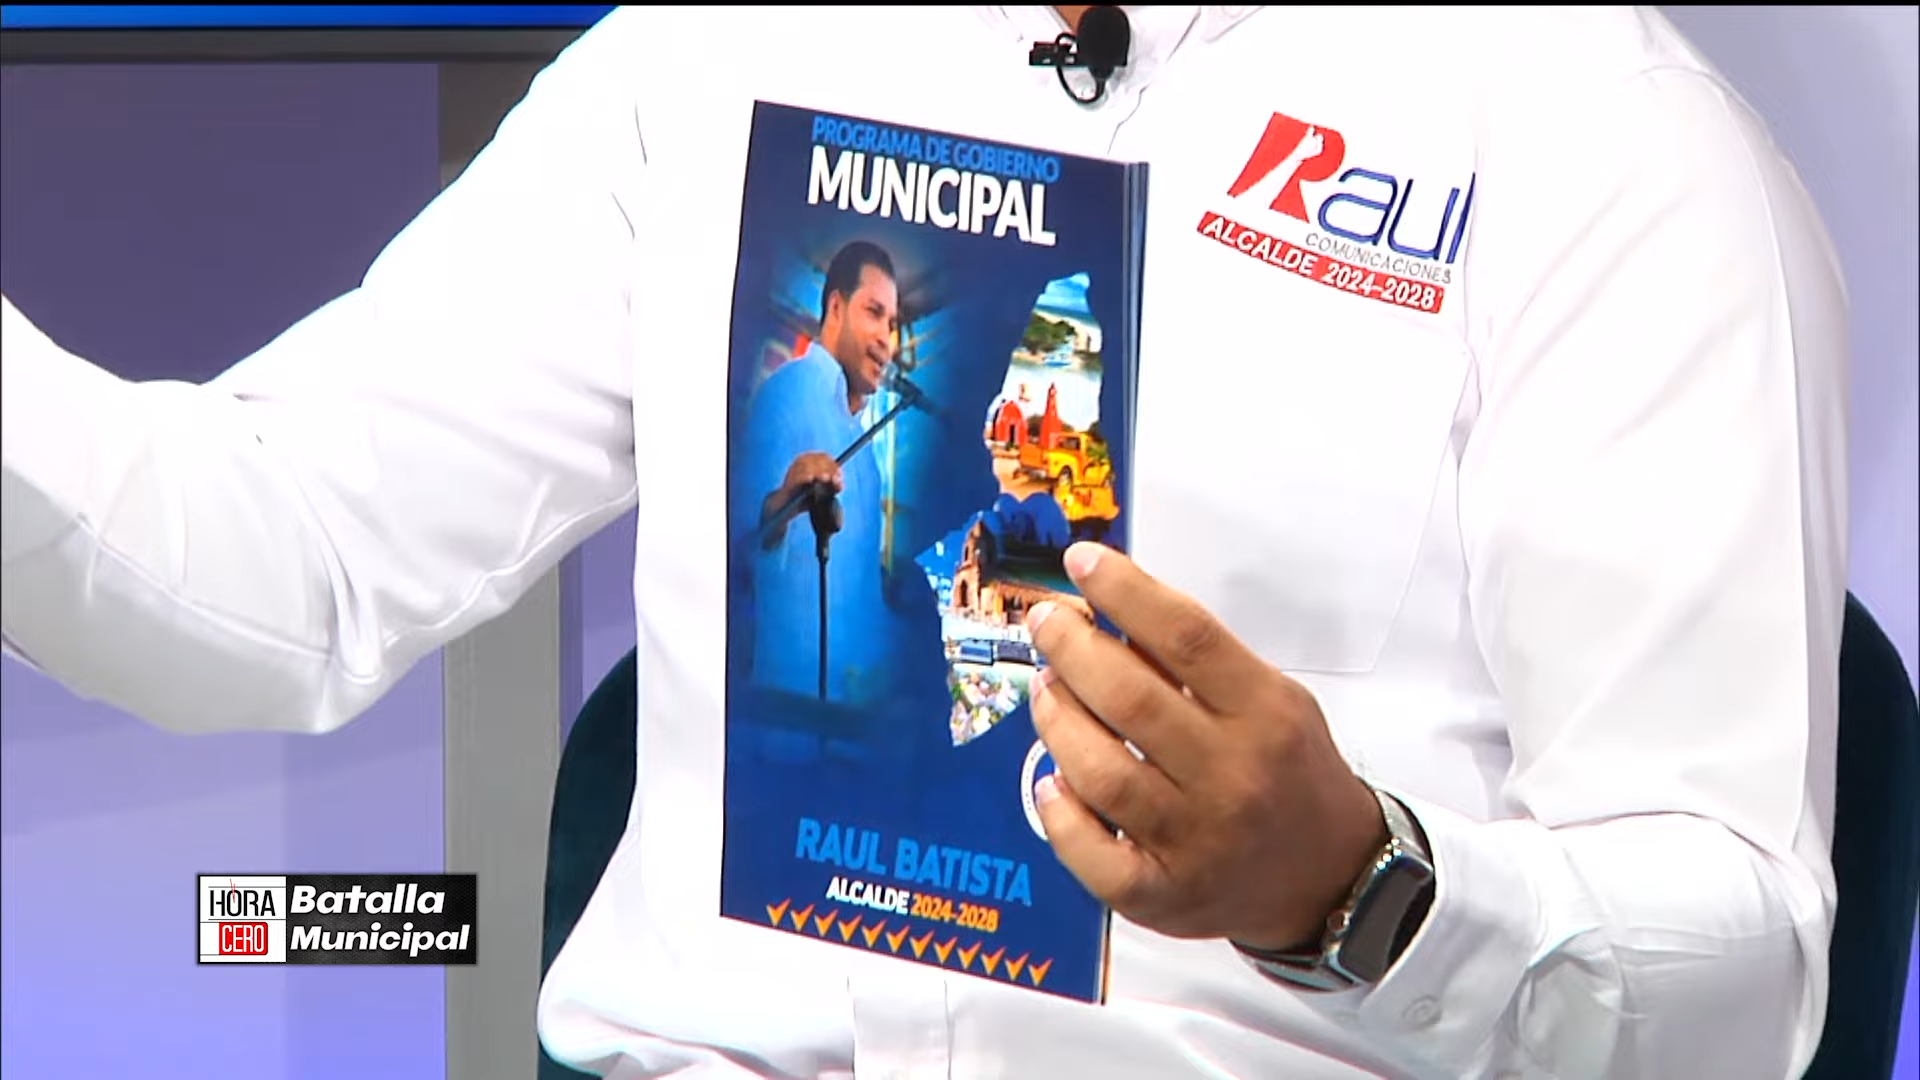 PROGRAMA DE GOBIERNO
MUNICIPAL
RAUL BATISTA
ALCALDE 2024-2028
Raul
COMUNICACIONES
ALCALDE 2024-2028
HORA
CERO
Batalla
Municipal